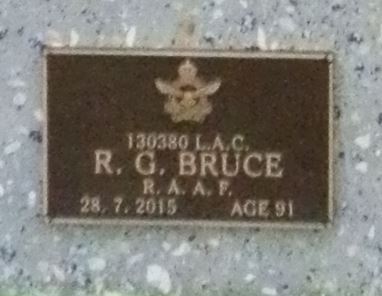 130380 L.A.C.
R. G. BRUCE
R. A. A. F.
28. 7. 2015 AGE 91